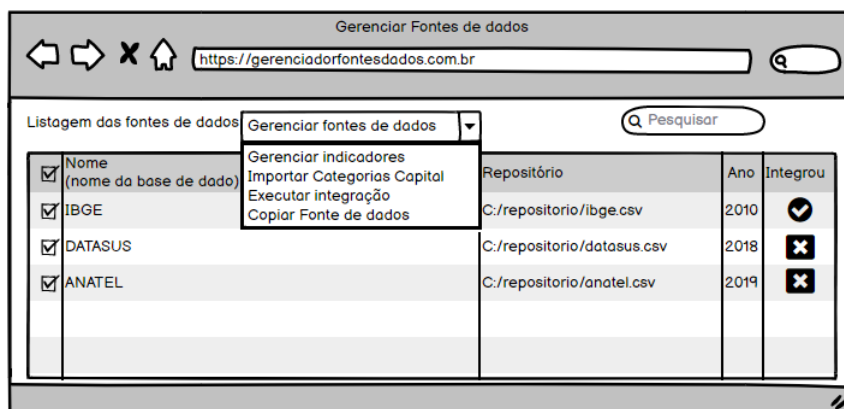 Gerenciar Fontes de dados
https://gerenciadorfontesdados.com.br
Listagem das fontes de dados
Gerenciar fontes de dados
Pesquisar
Gerenciar indicadores
Importar Categorias Capital
Executar integração
Copiar Fonte de dados
Nome
(nome da base de dado)
Repositório
Ano
Integrou
IBGE
C:/repositorio/ibge.csv
2010
DATASUS
C:/repositorio/datasus.csv
2018
ANATEL
C:/repositorio/anatel.csv
2019